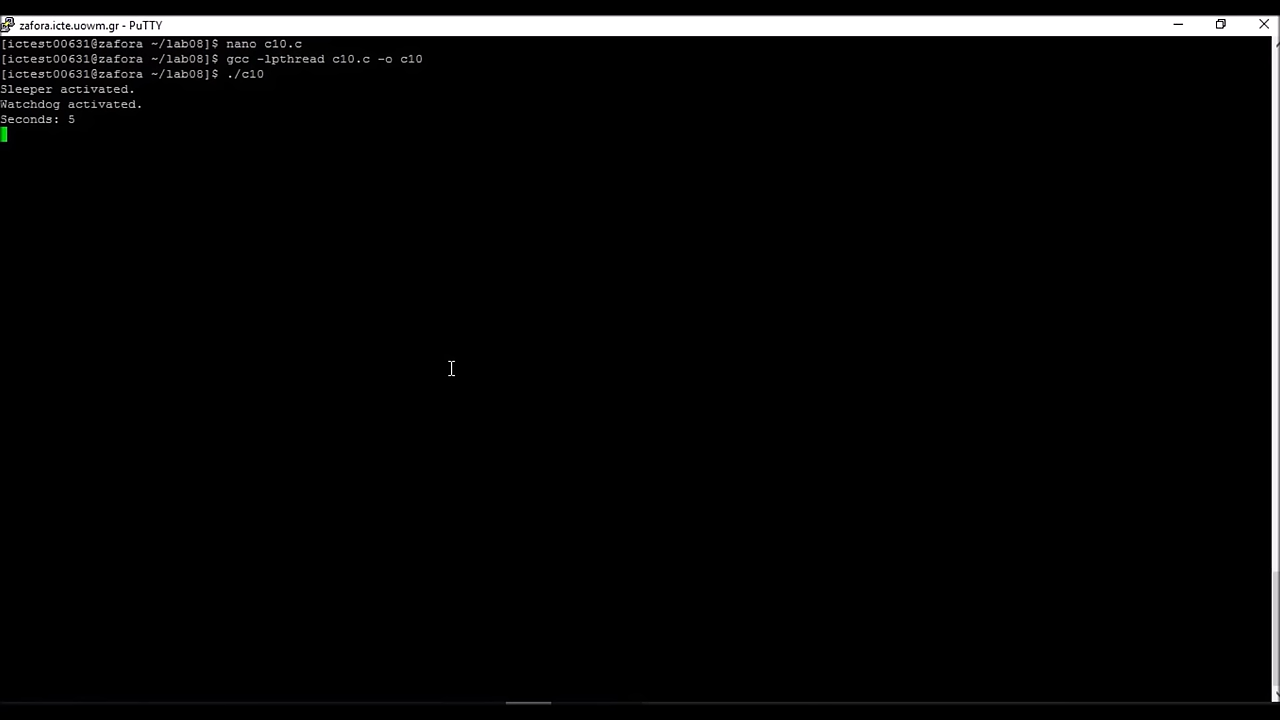 zafora.icte.uowm.gr - PuTTY
[ictest00631@zafora ~/lab08]$ nano c10.c
[ictest00631@zafora ~/lab08]$ gcc -lpthread c10.c -o c10
[ictest00631@zafora ~/lab08]$ ./c10
Sleeper activated.
Watchdog activated.
Seconds: 5